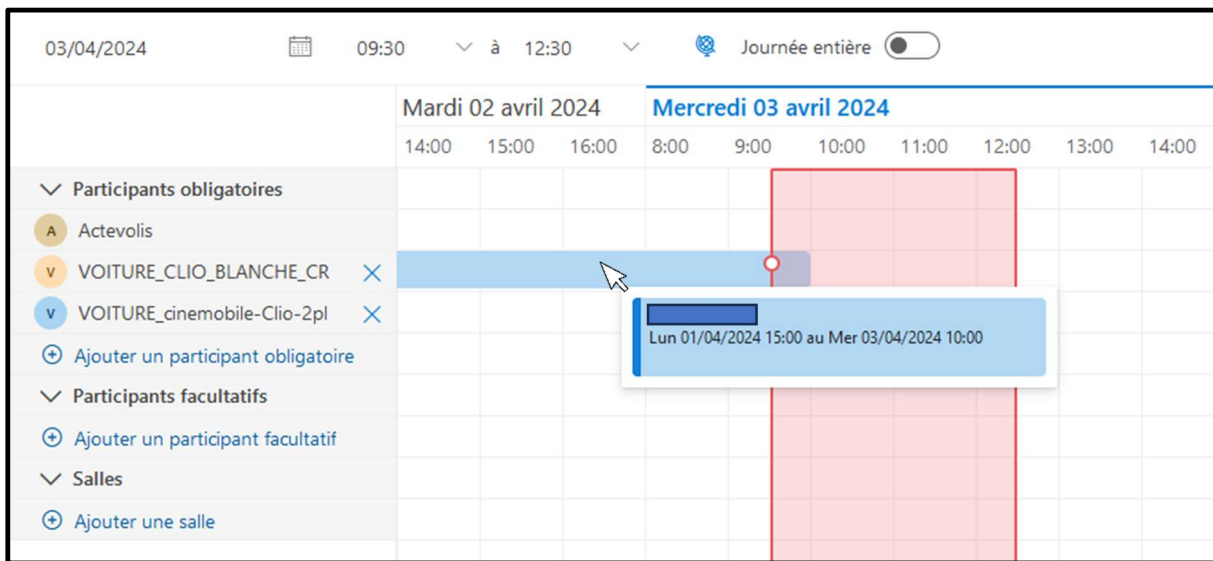 03/04/2024 09:30 à 12:30 Journée entière
Mardi 02 avril 2024 Mercredi 03 avril 2024
14:00 15:00 16:00 8:00 9:00 10:00 11:00 12:00 13:00 14:00
Participants obligatoires
A Actevolis
V VOITURE_CLIO_BLANCHE_CR
V VOITURE_cinemobile-Clio-2pl
Lun 01/04/2024 15:00 au Mer 03/04/2024 10:00
Ajouter un participant obligatoire
Participants facultatifs
Ajouter un participant facultatif
Salles
Ajouter une salle